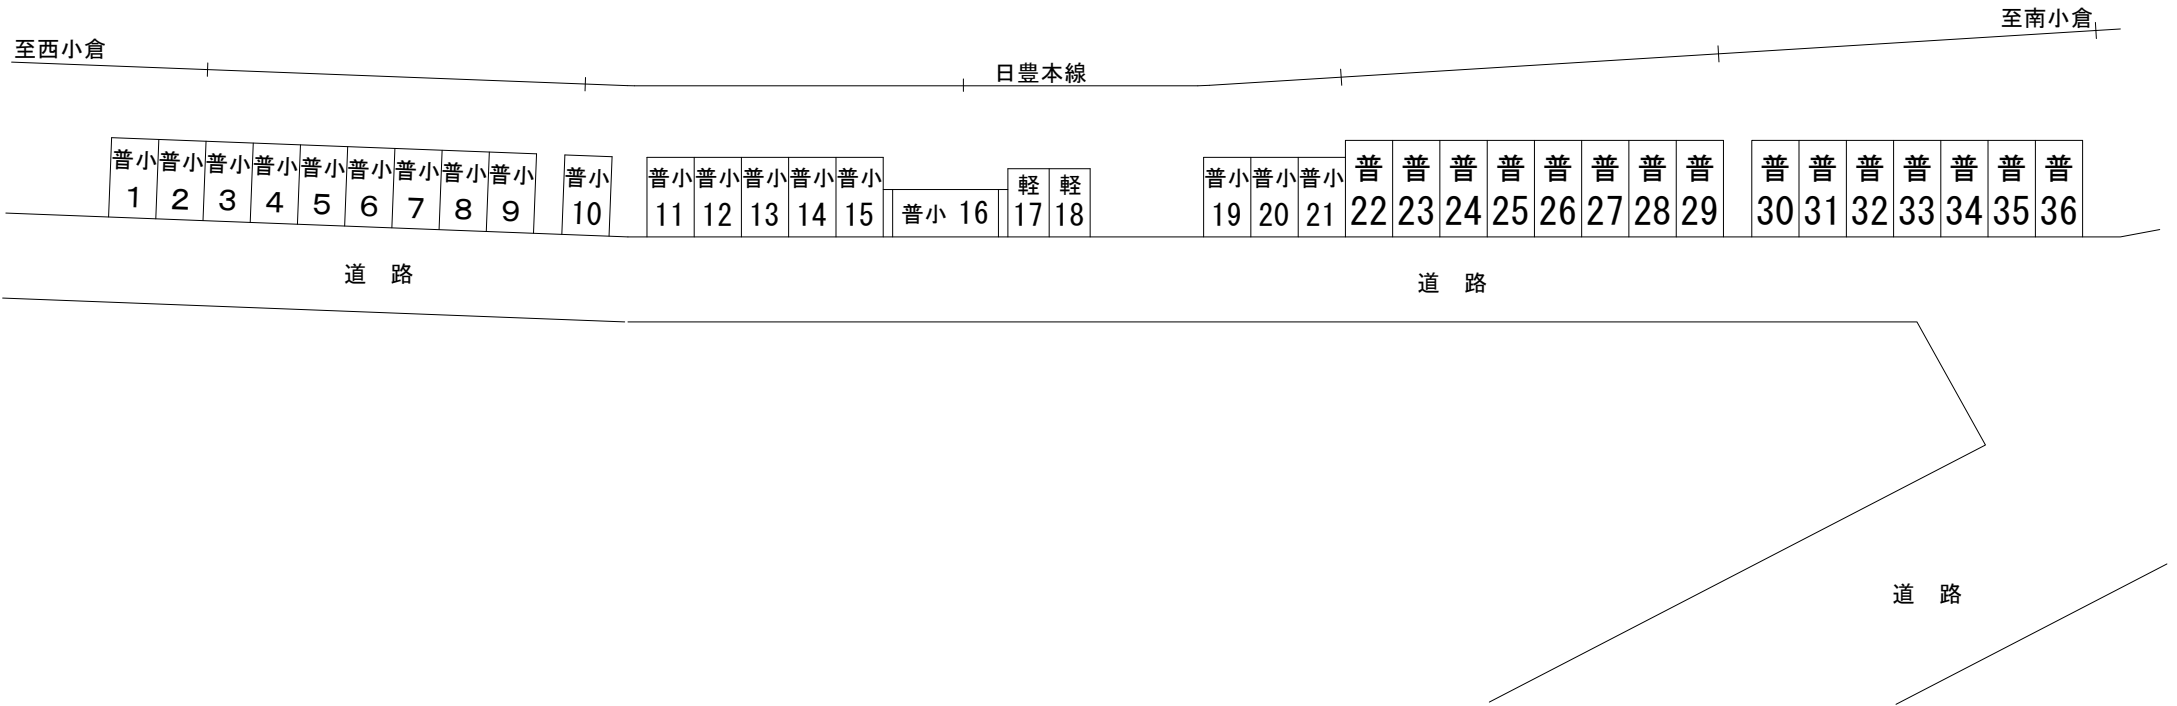 至南小倉
至西小倉
日豊本線
普小 普小 普小 普小 普小 普小 普小 普小 普小 普小 普小 普小 普小 普小 普小 軽 軽 普小 普小 普小 普 普 普 普 普 普 普 普 普 普 普 普 普 普 普
1 2 3 4 5 6 7 8 9 10 11 12 13 14 15 普小 16 17 18 19 20 21 22 23 24 25 26 27 28 29 30 31 32 33 34 35 36
道 路
道 路
道 路